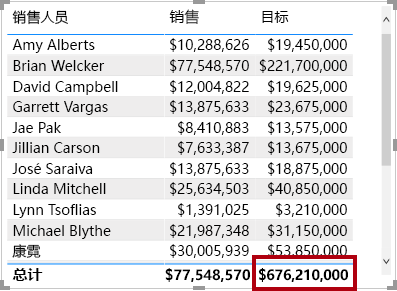 销售人员 销售 目标
Amy Alberts $10,288,626 $19,450,000
Brian Welcker $77,548,570 $221,700,000
David Campbell $12,004,822 $19,625,000
Garrett Vargas $13,875,633 $23,675,000
Jae Pak $8,410,883 $13,575,000
Jillian Carson $7,633,387 $13,675,000
José Saraiva $13,875,633 $18,875,000
Linda Mitchell $25,634,503 $40,850,000
Lynn Tsoflias $1,391,025 $3,210,000
Michael Blythe $21,987,348 $31,150,000
康霓 $30,005,939 $53,850,000
总计 $77,548,570 $676,210,000